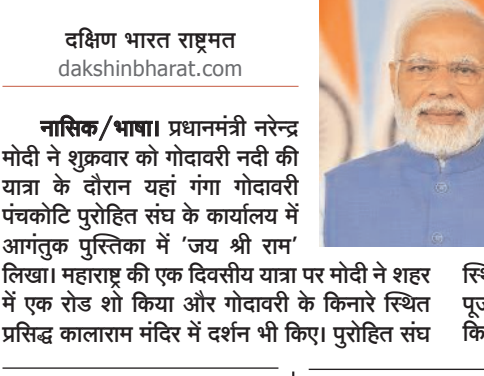 दक्षिण भारत राष्ट्रमत
dakshinbharat.com
नासिक/भाषा। प्रधानमंत्री नरेन्द्र
मोदी ने शुक्रवार को गोदावरी नदी की
यात्रा के दौरान यहां गंगा गोदावरी
पंचकोटि पुरोहित संघ के कार्यालय में
आगंतुक पुस्तिका में 'जय श्री राम'
लिखा। महाराष्ट्र की एक दिवसीय यात्रा पर मोदी ने शहर
में एक रोड शो किया और गोदावरी के किनारे स्थित
प्रसिद्ध कालाराम मंदिर में दर्शन भी किए। पुरोहित संघ